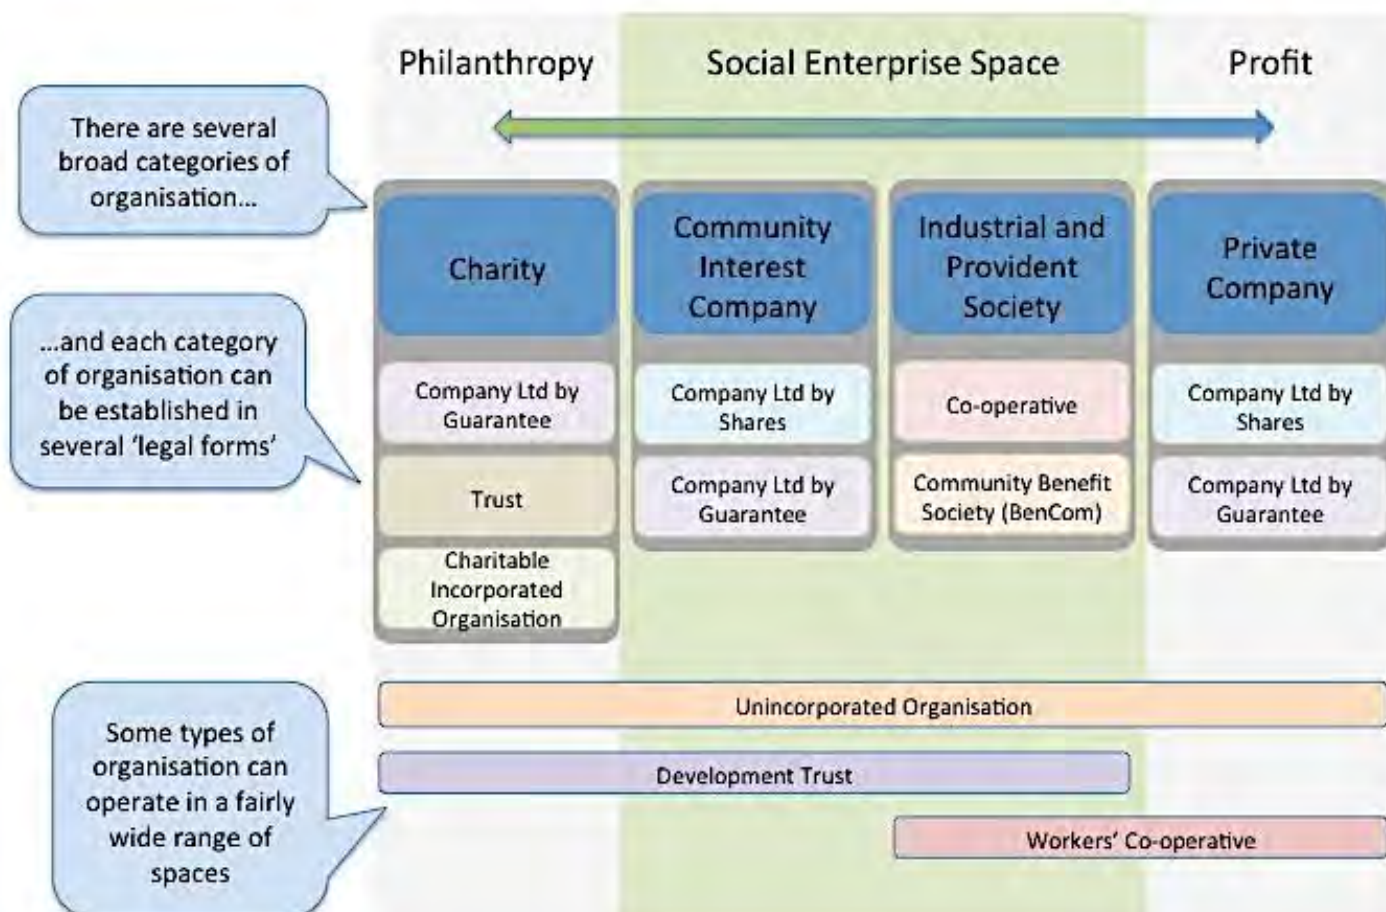 Philanthropy
Social Enterprise Space
Profit
There are several
broad categories of
organisation...
Charity
Community
Interest
Company
Industrial and
Provident
Society
Private
Company
...and each category
of organisation can
be established in
several ‘legal forms’
Company Ltd by
Guarantee
Company Ltd by
Shares
Co-operative
Company Ltd by
Shares
Trust
Company Ltd by
Guarantee
Community Benefit
Society (BenCom)
Company Ltd by
Guarantee
Charitable
Incorporated
Organisation
Some types of
organisation can
operate in a fairly
wide range of
spaces
Unincorporated Organisation
Development Trust
Workers’ Co-operative